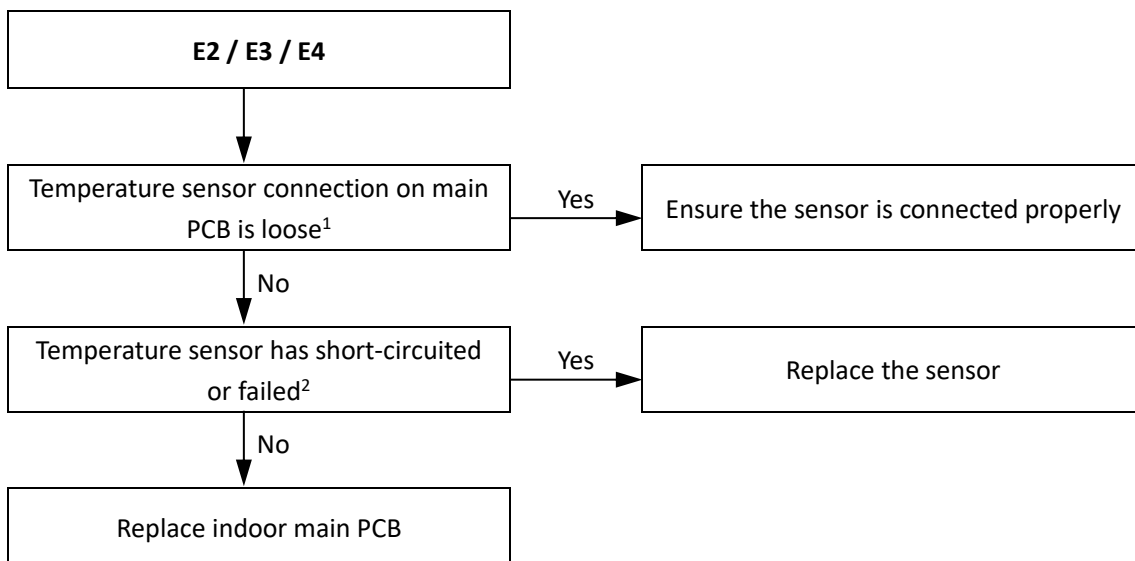 E2 / E3 / E4
Temperature sensor connection on main
PCB is loose¹
Yes
Ensure the sensor is connected properly
No
Temperature sensor has short-circuited
or failed²
Yes
Replace the sensor
No
Replace indoor main PCB